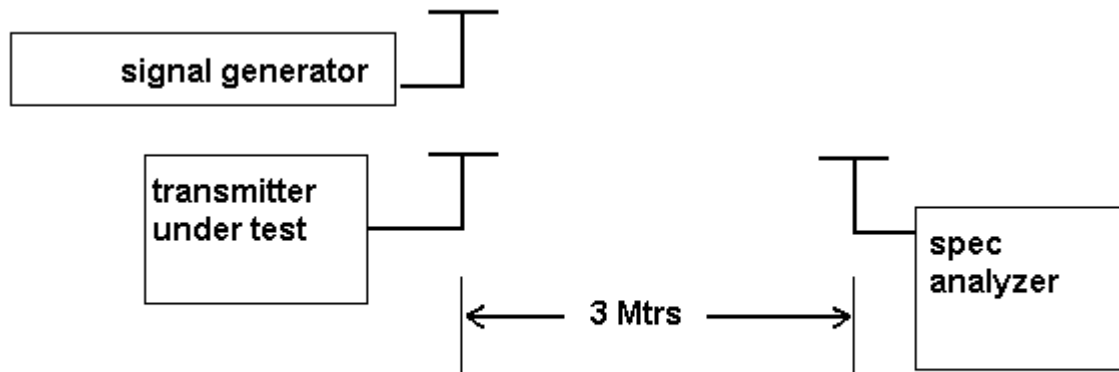 signal generator
transmitter
under test
spec
analyzer
3 Mtrs